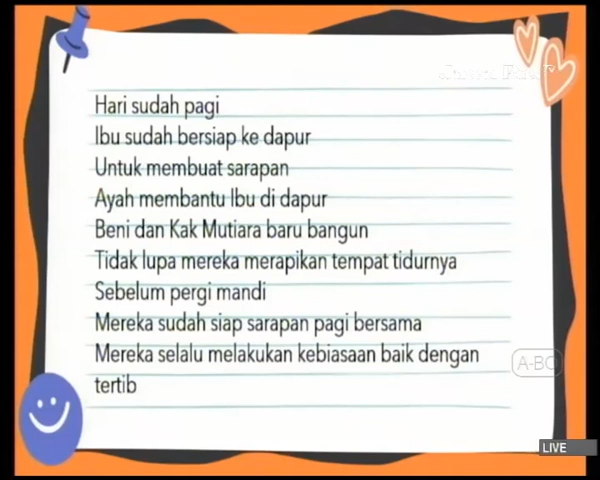 Hari sudah pagi
Ibu sudah bersiap ke dapur
Untuk membuat sarapan
Ayah membantu Ibu di dapur
Beni dan Kak Mutiara baru bangun
Tidak lupa mereka merapikan tempat tidurnya
Sebelum pergi mandi
Mereka sudah siap sarapan pagi bersama
Mereka selalu melakukan kebiasaan baik dengan
tertib
A-BO
LIVE